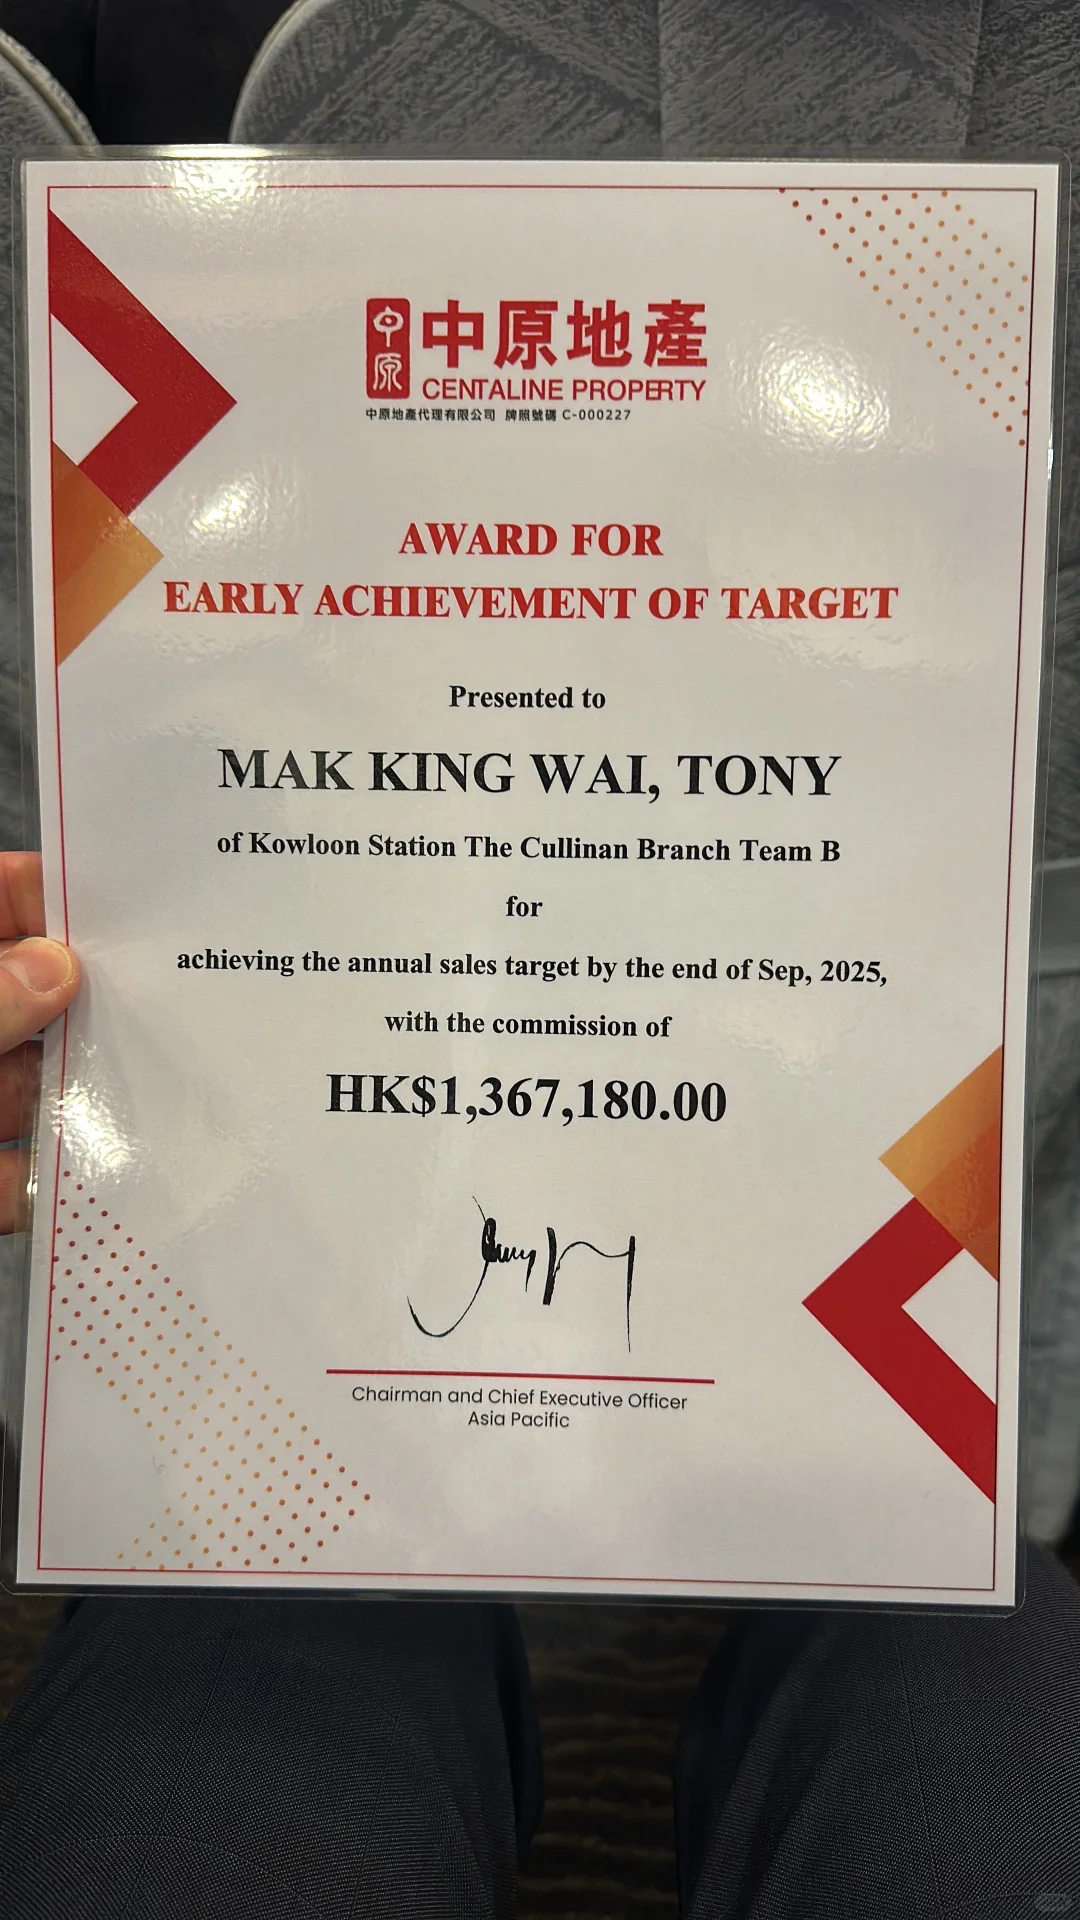 中原
中原地產
CENTALINE PROPERTY
中原地產代理有限公司 牌照號碼 C-000227
AWARD FOR
EARLY ACHIEVEMENT OF TARGET
Presented to
MAK KING WAI, TONY
of Kowloon Station The Cullinan Branch Team B
for
achieving the annual sales target by the end of Sep, 2025,
with the commission of
HK$1,367,180.00
Chairman and Chief Executive Officer
Asia Pacific